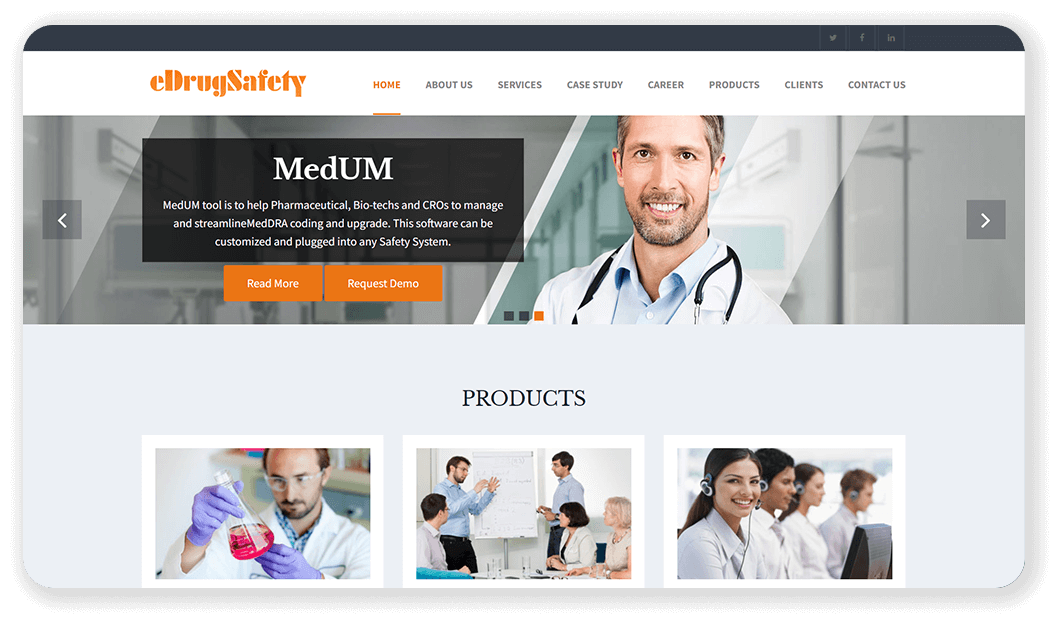 eDrugSafety
HOME ABOUT US SERVICES CASE STUDY CAREER PRODUCTS CLIENTS CONTACT US
MedUM
MedUM tool is to help Pharmaceutical, Bio-techs and CROs to manage
and streamlineMedDRA coding and upgrade. This software can be
customized and plugged into any Safety System.
Read More Request Demo
PRODUCTS